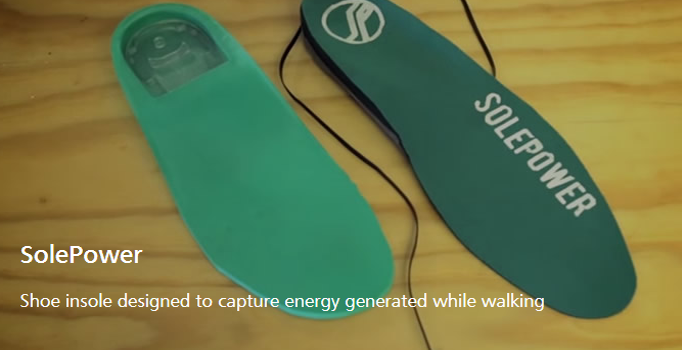 SOLEPOWER
SolePower
Shoe insole designed to capture energy generated while walking